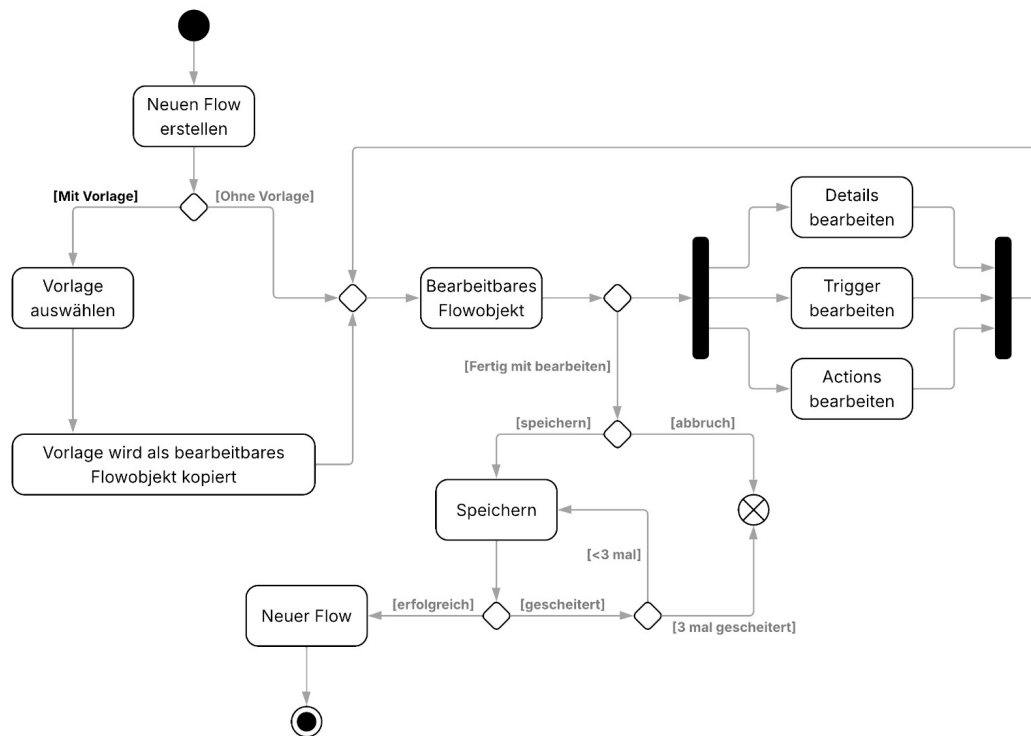 Neuen Flow
erstellen
[Mit Vorlage]
[Ohne Vorlage]
Vorlage
auswählen
Vorlage wird als bearbeitbares
Flowobjekt kopiert
Bearbeitbares
Flowobjekt
Details
bearbeiten
Trigger
bearbeiten
Actions
bearbeiten
[Fertig mit bearbeiten]
[speichern]
[abbruch]
Speichern
[<3 mal]
[erfolgreich]
[gescheitert]
[3 mal gescheitert]
Neuer Flow